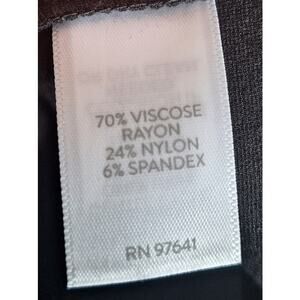 70% VISCOSE
RAYON
24% NYLON
6% SPANDEX
RN 97641